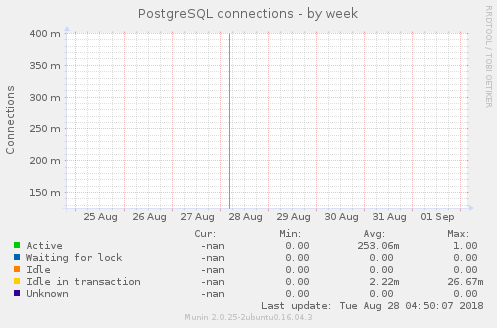 PostgreSQL connections - by week
RRDTOOL / TOBI OETIKER
Connections
400 m
350 m
300 m
250 m
200 m
150 m
25 Aug 26 Aug 27 Aug 28 Aug 29 Aug 30 Aug 31 Aug 01 Sep
Cur: Min: Avg: Max:
Active -nan 0.00 253.06m 1.00
Waiting for lock -nan 0.00 0.00 0.00
Idle -nan 0.00 0.00 0.00
Idle in transaction -nan 0.00 2.22m 26.67m
Unknown -nan 0.00 0.00 0.00
Last update: Tue Aug 28 04:50:07 2018
Munin 2.0.25-2ubuntu0.16.04.3